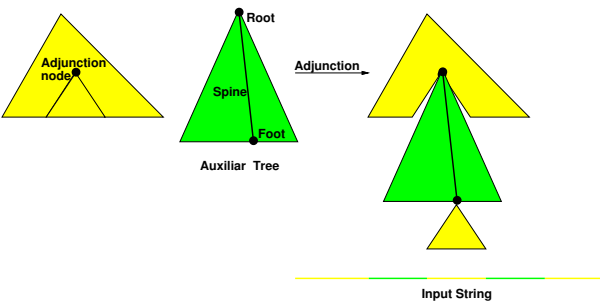 Root
Adjunction
node
Adjunction
Spine
Foot
Auxiliar Tree
Input String